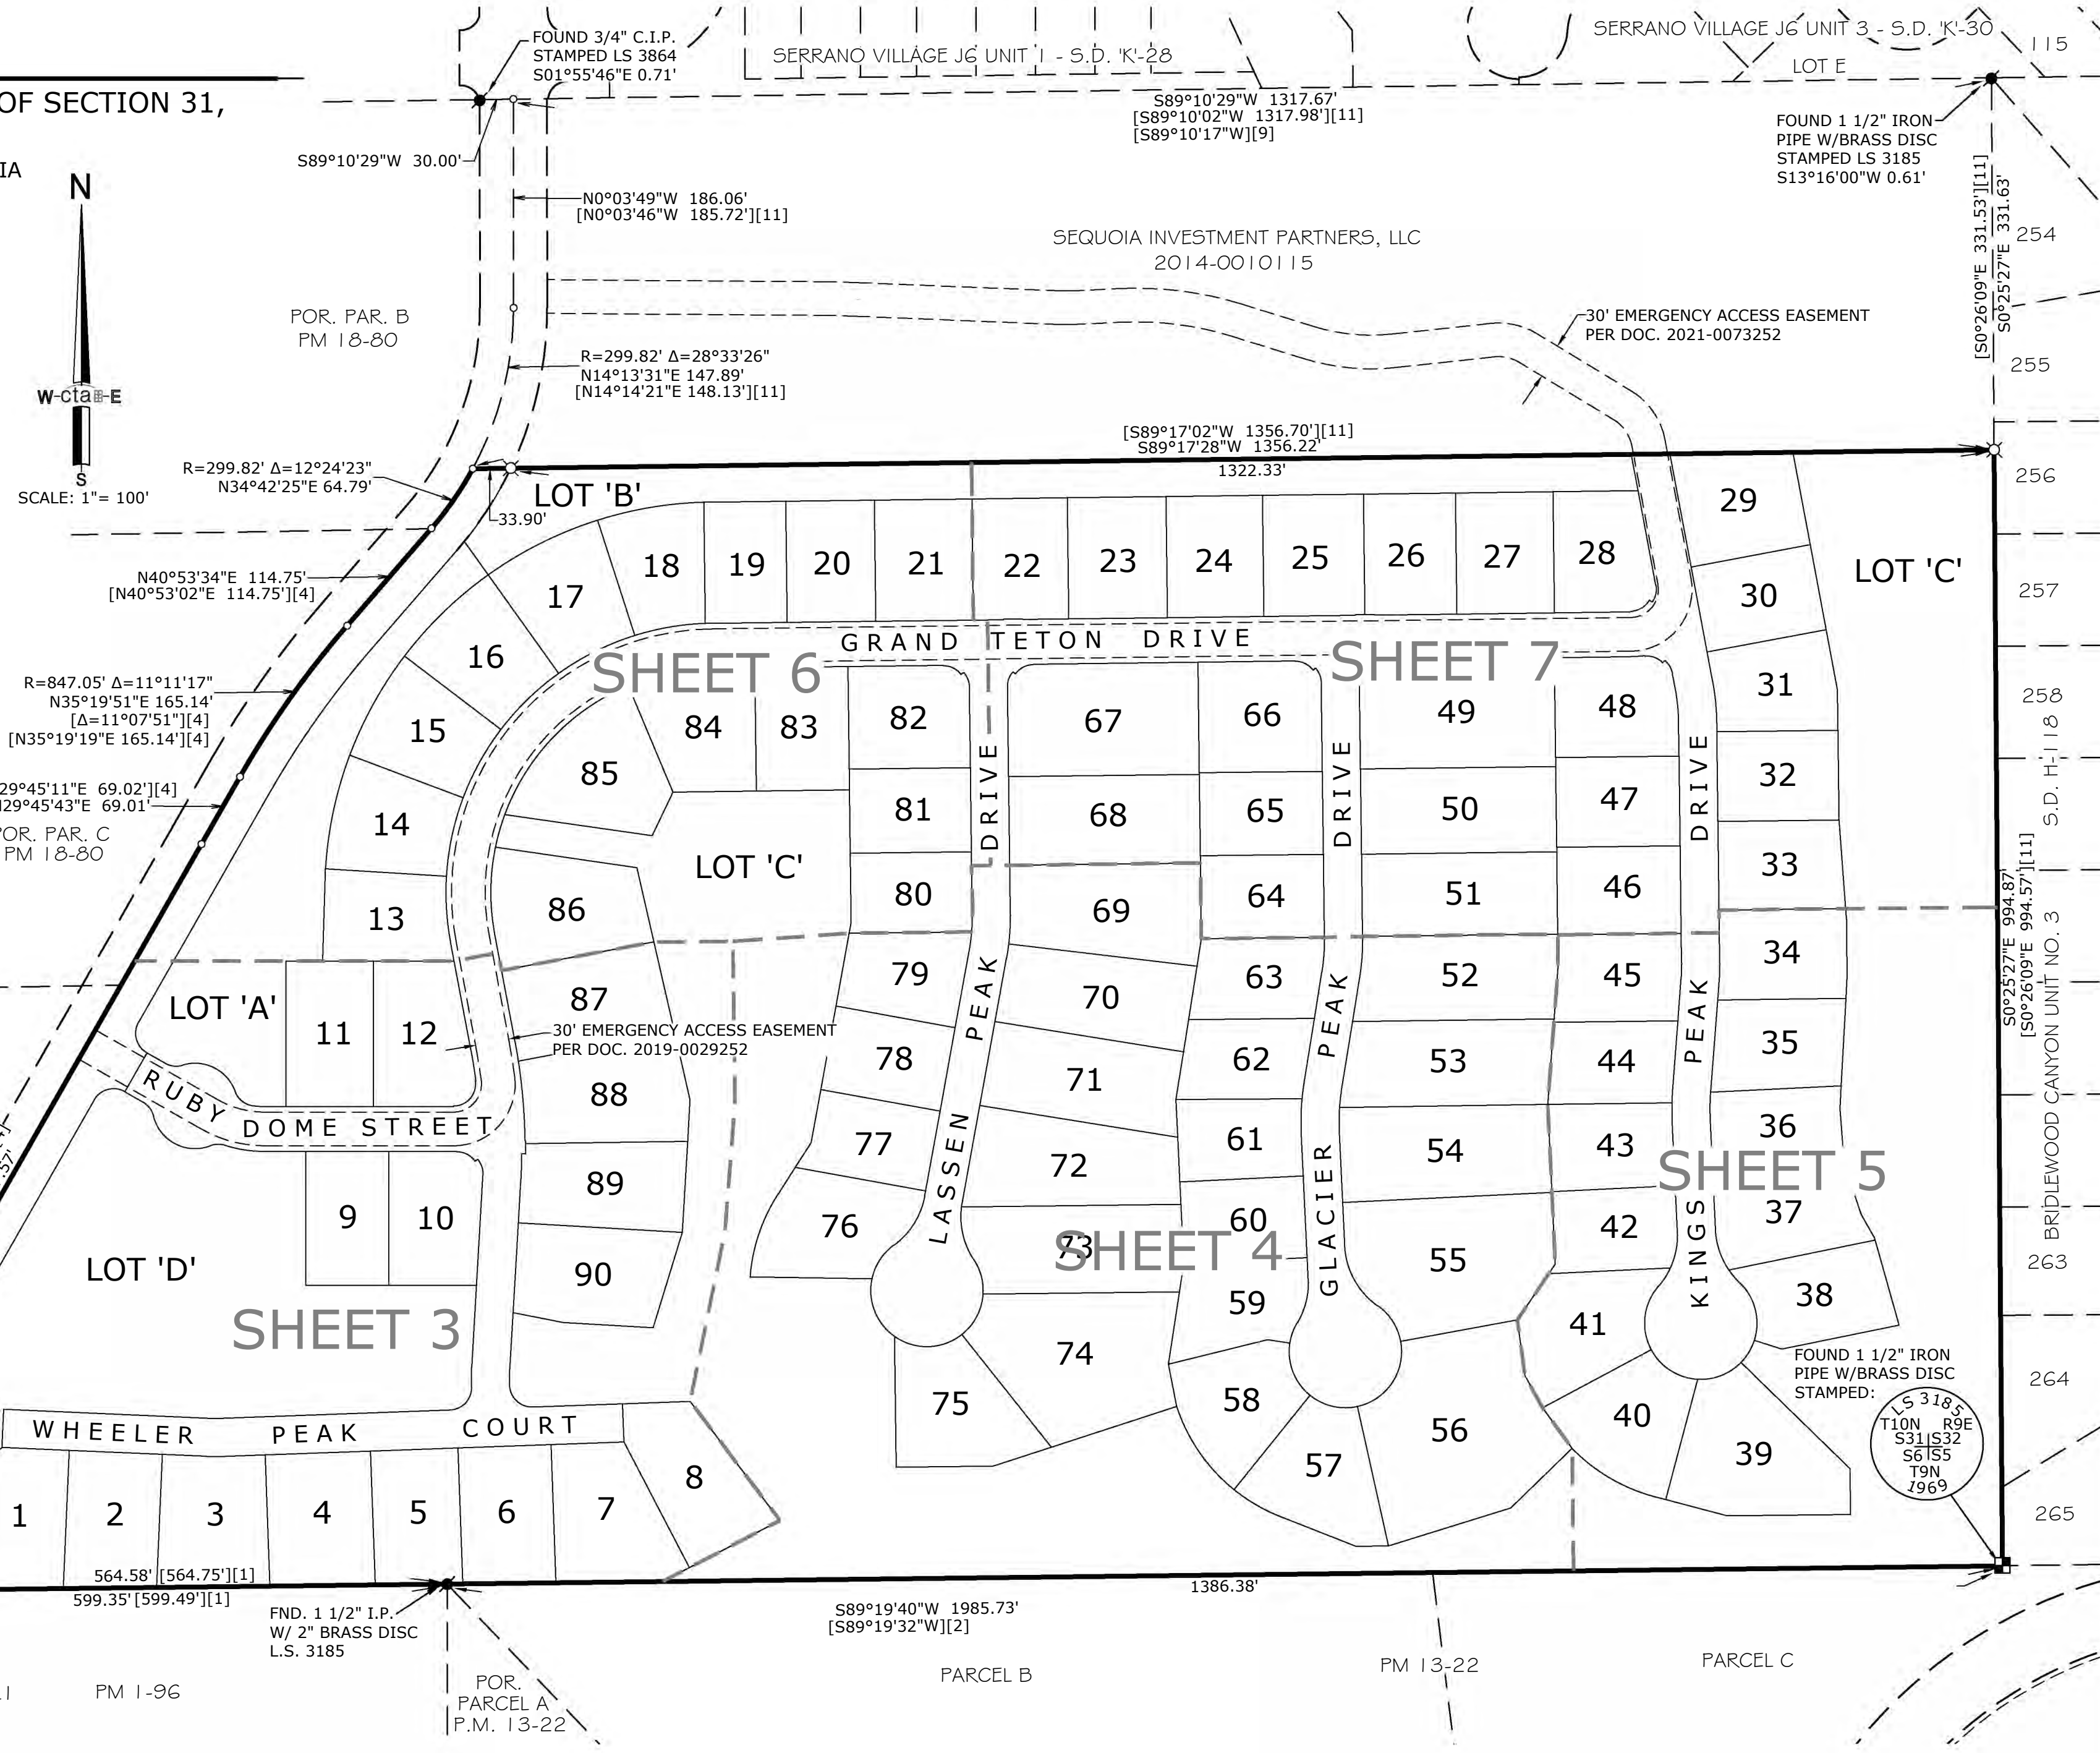 OF SECTION 31,
IA
N
W-cta-E
S
SCALE: 1"= 100'
FOUND 3/4" C.I.P.
STAMPED LS 3864
S01°55'46"E 0.71'
SERRANO VILLAGE J6 UNIT 1 - S.D. 'K'-28
SERRANO VILLAGE J6 UNIT 3 - S.D. 'K'-30
115
LOT E
S89°10'29"W 1317.67'
[S89°10'02"W 1317.98'][11]
[S89°10'17"W][9]
FOUND 1 1/2" IRON
PIPE W/BRASS DISC
STAMPED LS 3185
S13°16'00"W 0.61'
S89°10'29"W 30.00'
N0°03'49"W 186.06'
[N0°03'46"W 185.72'][11]
[S0°26'09"E 331.53'][11]
S0°25'27"E 331.63'
254
SEQUOIA INVESTMENT PARTNERS, LLC
2014-0010115
POR. PAR. B
PM 18-80
30' EMERGENCY ACCESS EASEMENT
PER DOC. 2021-0073252
255
R=299.82' Δ=28°33'26"
N14°13'31"E 147.89'
[N14°14'21"E 148.13'][11]
[S89°17'02"W 1356.70'][11]
S89°17'28"W 1356.22'
1322.33'
R=299.82' Δ=12°24'23"
N34°42'25"E 64.79'
33.90'
LOT 'B'
256
29
LOT 'C'
18
19
20
21
22
23
24
25
26
27
28
N40°53'34"E 114.75'
[N40°53'02"E 114.75'][4]
17
30
257
GRAND TETON DRIVE
16
SHEET 6
SHEET 7
31
258
R=847.05' Δ=11°11'17"
N35°19'51"E 165.14'
[Δ=11°07'51"][4]
[N35°19'19"E 165.14'][4]
15
84
83
82
67
66
49
48
85
32
29°45'11"E 69.02'][4]
29°45'43"E 69.01'
POR. PAR. C
PM 18-80
14
81
68
65
50
47
LOT 'C'
33
13
86
80
69
64
51
46
S0°25'27"E 994.87'
[S0°26'09"E 994.57'][11]
BRIDLEWOOD CANYON UNIT NO. 3 S.D. H-118
LOT 'A'
11
12
87
79
70
63
52
45
34
30' EMERGENCY ACCESS EASEMENT
PER DOC. 2019-0029252
78
71
62
53
44
35
RUBY DOME STREET
88
LASSEN PEAK DRIVE
GLACIER PEAK DRIVE
KINGS PEAK DRIVE
77
72
61
54
43
36
SHEET 5
.57'
9
10
89
76
73
60
55
42
37
LOT 'D'
90
SHEET 4
263
SHEET 3
59
41
38
74
75
58
56
40
39
57
FOUND 1 1/2" IRON
PIPE W/BRASS DISC
STAMPED:
LS 3185
T10N R9E
S31 S32
S6 S5
T9N
1969
264
265
WHEELER PEAK COURT
8
1
2
3
4
5
6
7
564.58' [564.75'][1]
599.35' [599.49'][1]
1386.38'
FND. 1 1/2" I.P.
W/ 2" BRASS DISC
L.S. 3185
S89°19'40"W 1985.73'
[S89°19'32"W][2]
PM 1-96
POR.
PARCEL A
P.M. 13-22
PARCEL B
PM 13-22
PARCEL C